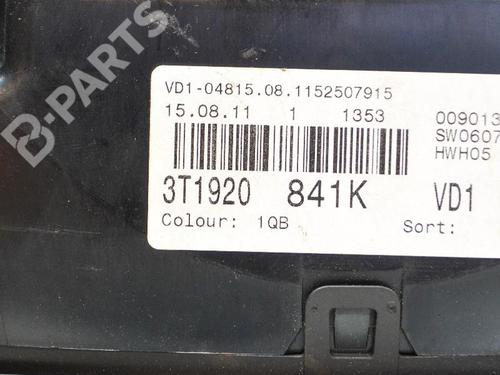 B-PARTS
VD1-04815.08.1152507915
15.08.11 1 1353 009013
SW0607
HWH05
3T1920 841K VD1
Colour: 1QB Sort: